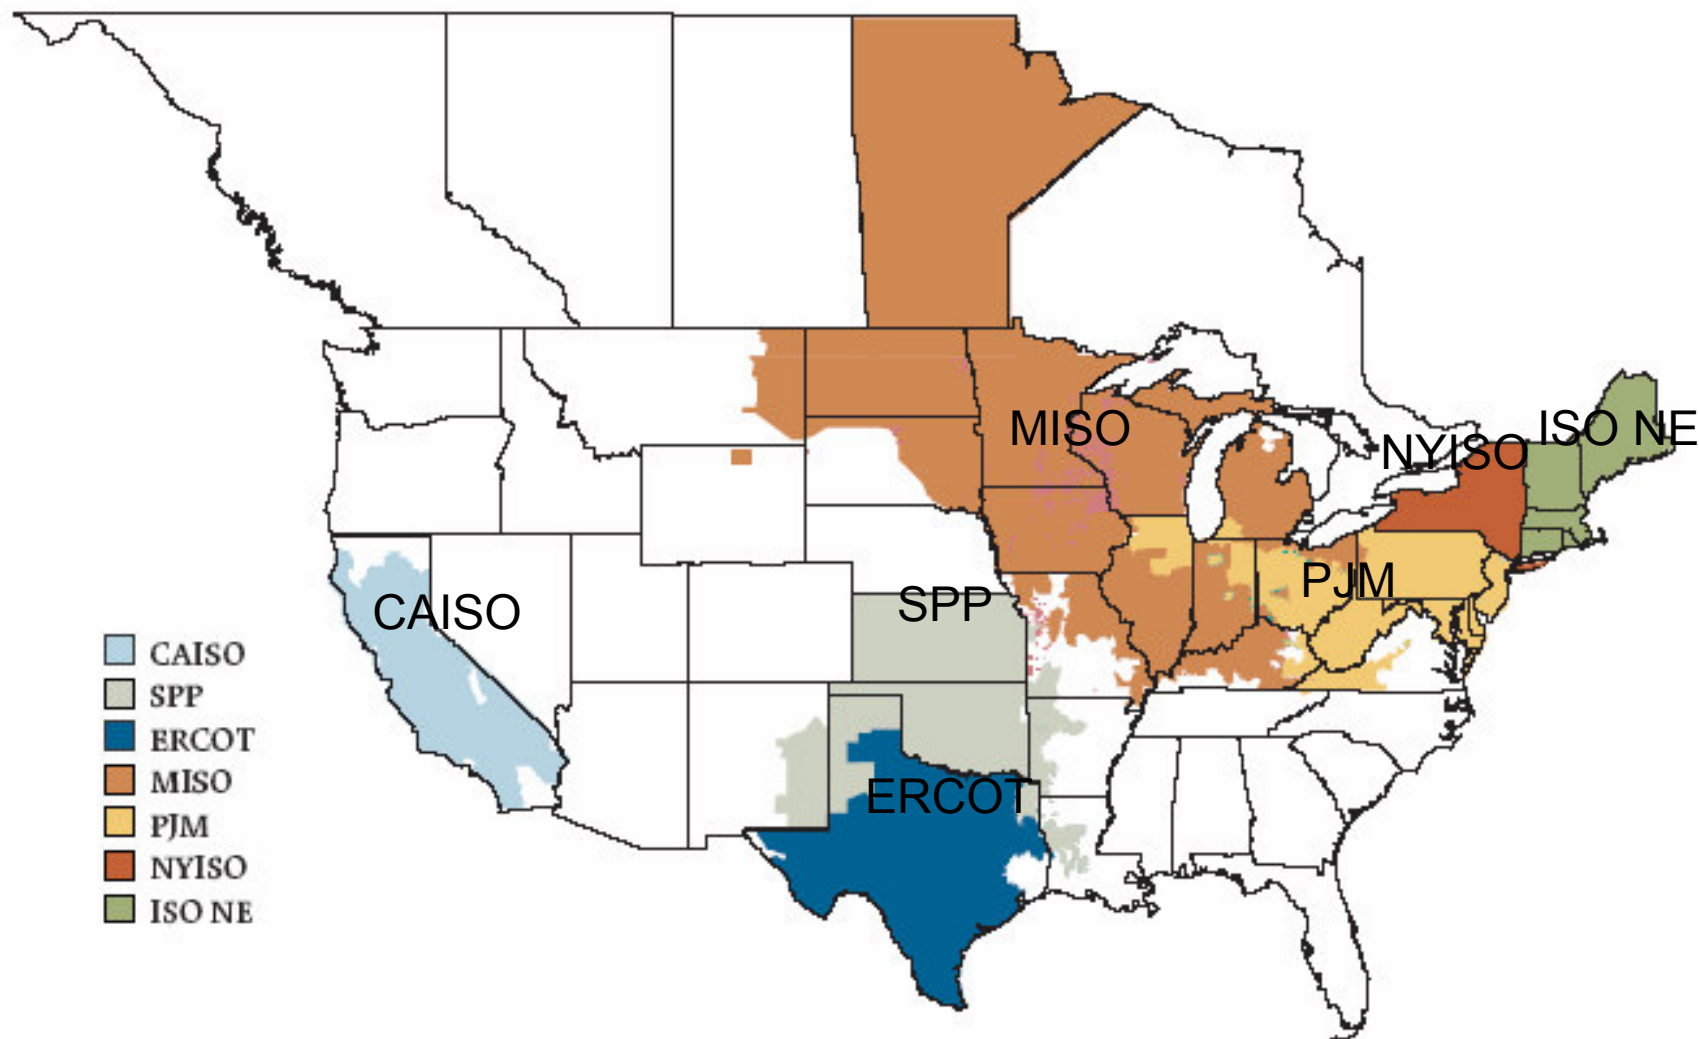 MISO
ISO NE
NYISO
PJM
SPP
CAISO
ERCOT
CAISO
SPP
ERCOT
MISO
PJM
NYISO
ISO NE